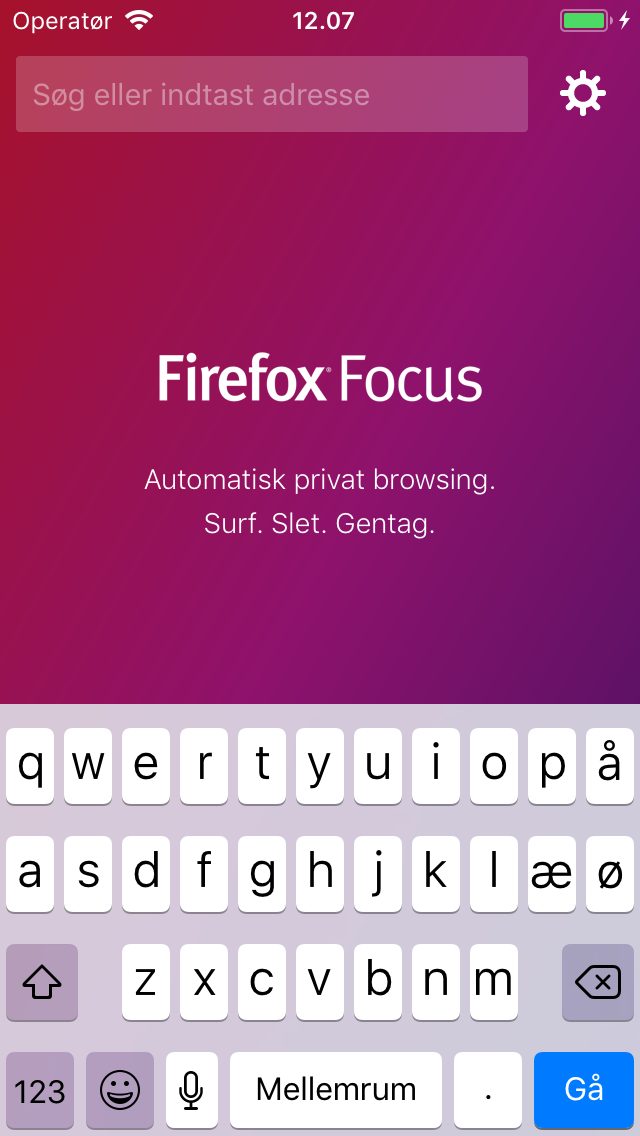 Operatør 12.07
Søg eller indtast adresse
Firefox® Focus
Automatisk privat browsing.
Surf. Slet. Gentag.
q w e r t y u i o p å
a s d f g h j k l æ ø
z x c v b n m
123 Mellemrum . Gå